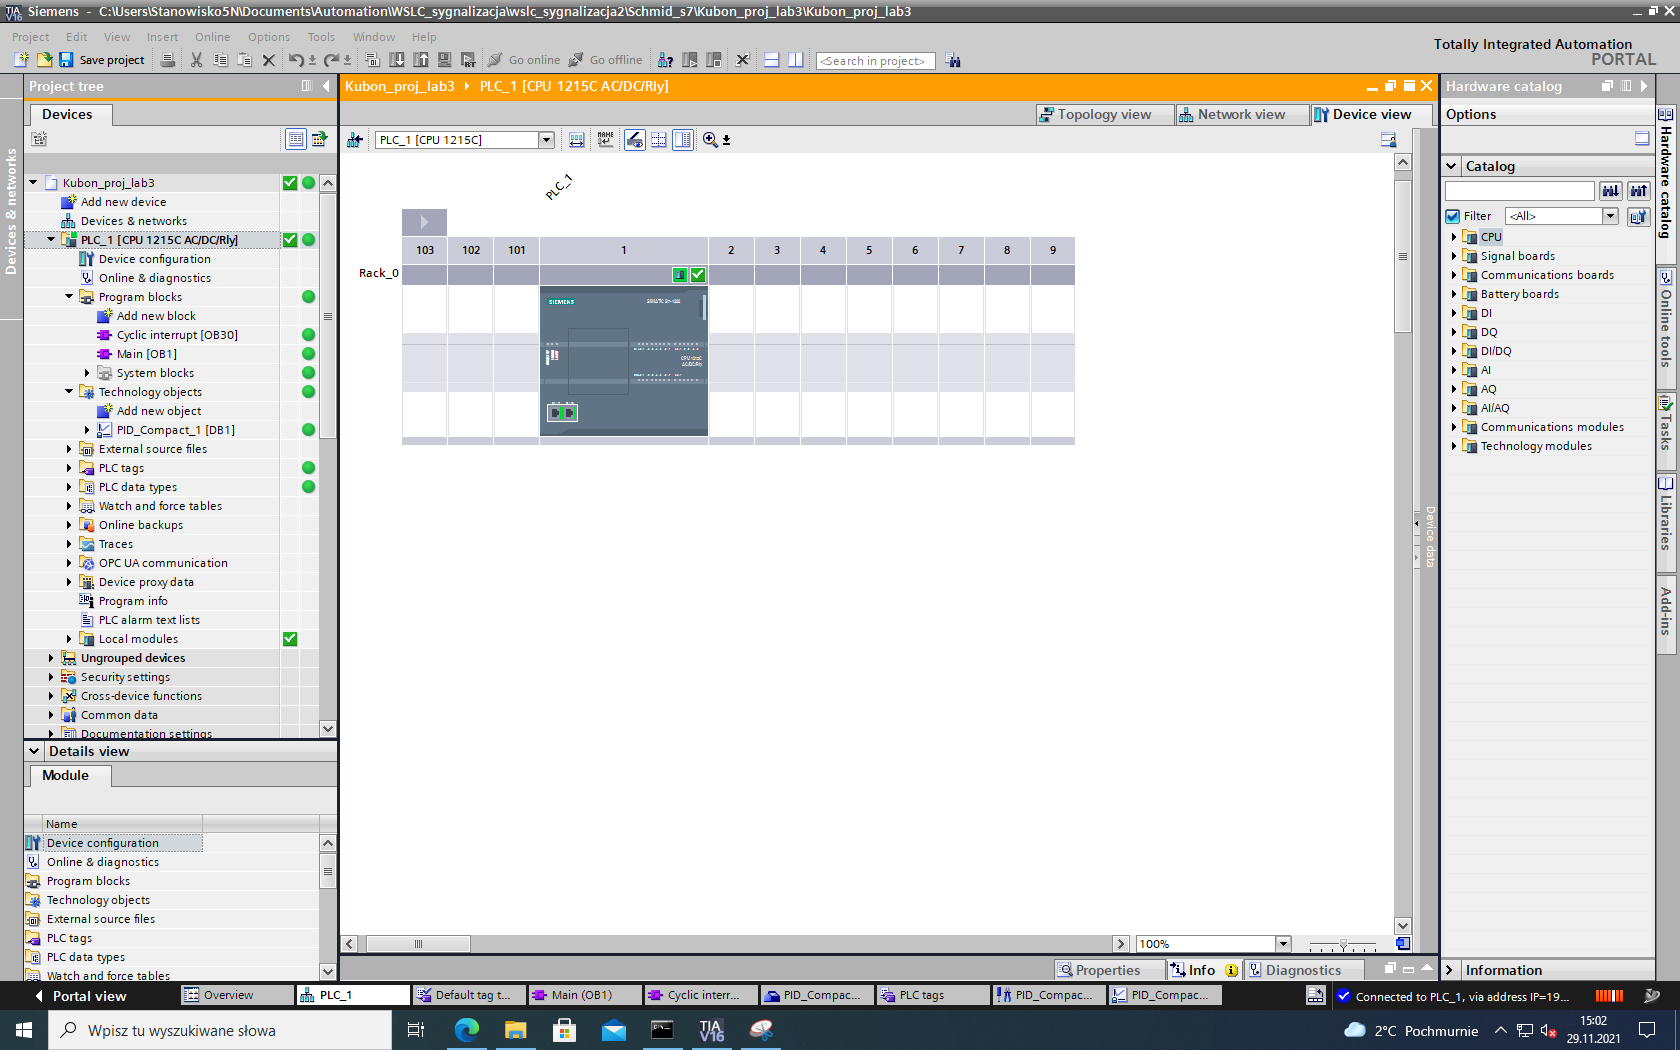 Siemens - C:\Users\Stanowisko5N\Documents\Automation\WSLC_sygnalizacja\wslc_sygnalizacja2\Schmid_s7\Kubon_proj_lab3\Kubon_proj_lab3
Project Edit View Insert Online Options Tools Window Help
Totally Integrated Automation
PORTAL
Save project
Go online
Go offline
<Search in project>
Project tree
Kubon_proj_lab3 PLC_1 [CPU 1215C AC/DC/Rly]
Hardware catalog
Devices
Topology view
Network view
Device view
Options
PLC_1 [CPU 1215C]
Devices & networks
Kubon_proj_lab3
Add new device
Devices & networks
PLC_1 [CPU 1215C AC/DC/Rly]
Device configuration
Online & diagnostics
Program blocks
Add new block
Cyclic interrupt [OB30]
Main [OB1]
System blocks
Technology objects
Add new object
PID_Compact_1 [DB1]
External source files
PLC tags
PLC data types
Watch and force tables
Online backups
Traces
OPC UA communication
Device proxy data
Program info
PLC alarm text lists
Local modules
Ungrouped devices
Security settings
Cross-device functions
Common data
Documentation settings
PLC_1
103 102 101 1 2 3 4 5 6 7 8 9
Rack_0
SIEMENS
SIMATIC S7-1200
CPU 1215C
AC/DC/Rly
Device data
100%
Catalog
Filter
<All>
CPU
Signal boards
Communications boards
Battery boards
DI
DQ
DI/DQ
AI
AQ
AI/AQ
Communications modules
Technology modules
Information
Hardware catalog
Online tools
Tasks
Libraries
Add-ins
Details view
Module
Name
Device configuration
Online & diagnostics
Program blocks
Technology objects
External source files
PLC tags
PLC data types
Watch and force tables
Properties
Info
Diagnostics
Portal view
Overview
PLC_1
Default tag t...
Main (OB1)
Cyclic interr...
PID_Compac...
PLC tags
PID_Compac...
PID_Compac...
Connected to PLC_1, via address IP=19...
Wpisz tu wyszukiwane słowa
TIA
V16
2°C Pochmurnie
15:02
29.11.2021